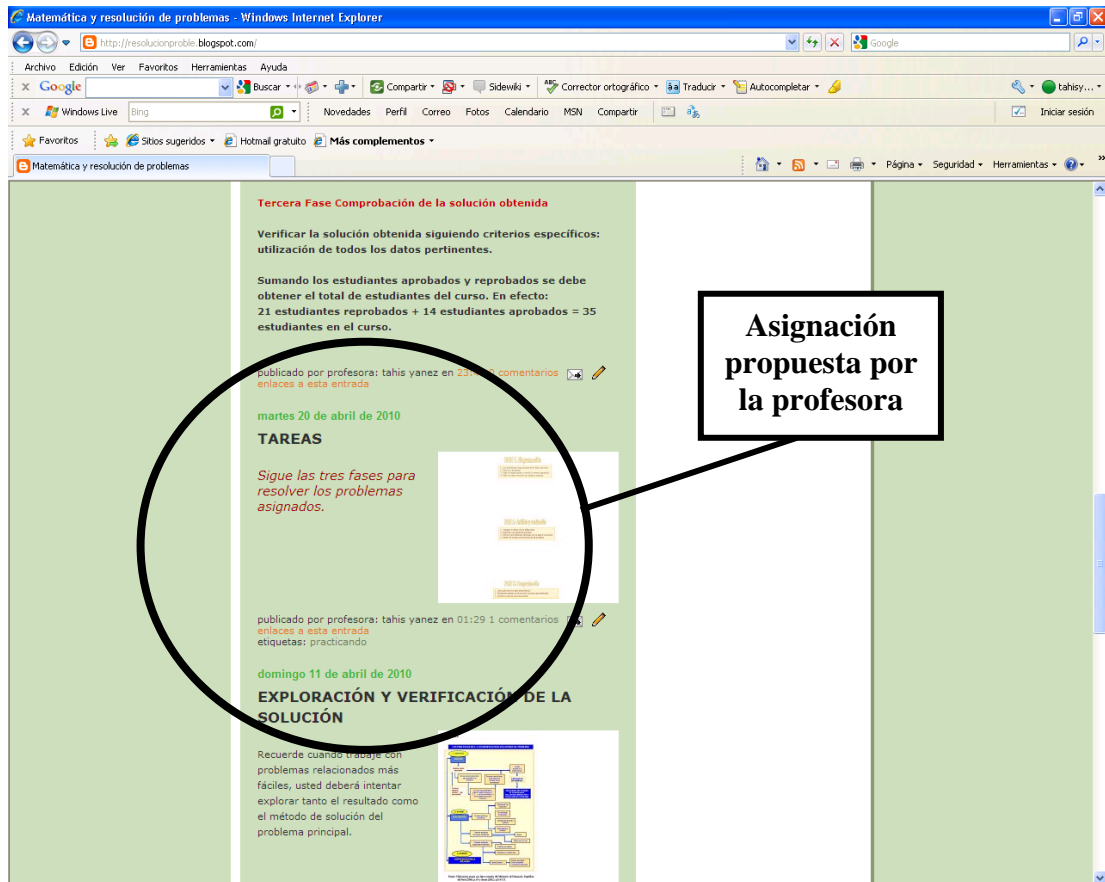 Matemática y resolución de problemas - Windows Internet Explorer
http://resolucionproble.blogspot.com/
Google
Archivo Edición Ver Favoritos Herramientas Ayuda
x Google Buscar Compartir Sidewiki ABC Corrector ortográfico Traducir Autocompletar tahisy...
x Windows Live Bing Novedades Perfil Correo Fotos Calendario MSN Compartir Iniciar sesión
Favoritos Sitios sugeridos Hotmail gratuito Más complementos
Matemática y resolución de problemas Página Seguridad Herramientas
Tercera Fase Comprobación de la solución obtenida
Verificar la solución obtenida siguiendo criterios específicos:
utilización de todos los datos pertinentes.
Sumando los estudiantes aprobados y reprobados se debe
obtener el total de estudiantes del curso. En efecto:
21 estudiantes reprobados + 14 estudiantes aprobados = 35
estudiantes en el curso.
publicado por profesora: tahis yanez en comentarios
enlaces a esta entrada
martes 20 de abril de 2010
TAREAS
Sigue las tres fases para
resolver los problemas
asignados.
publicado por profesora: tahis yanez en 01:29 1 comentarios
enlaces a esta entrada
etiquetas: practicando
domingo 11 de abril de 2010
EXPLORACIÓN Y VERIFICACIÓN DE LA
SOLUCIÓN
Recuerde cuando trabaje con
problemas relacionados más
fáciles, usted deberá intentar
explorar tanto el resultado como
el método de solución del
problema principal.
Asignación
propuesta por
la profesora